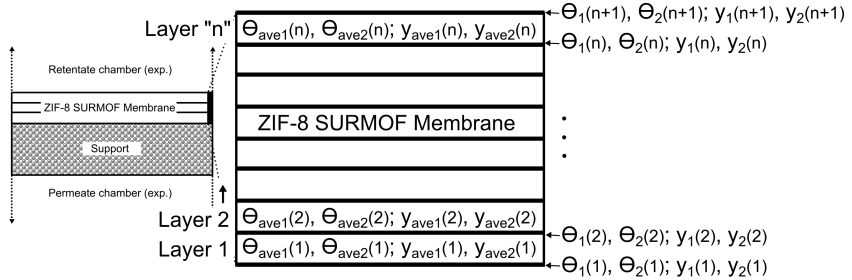 Layer "n"
Θave1(n), Θave2(n); yave1(n), yave2(n)
Θ1(n+1), Θ2(n+1); y1(n+1), y2(n+1)
Θ1(n), Θ2(n); y1(n), y2(n)
Retentate chamber (exp.)
ZIF-8 SURMOF Membrane
Support
Permeate chamber (exp.)
ZIF-8 SURMOF Membrane
Layer 2
Θave1(2), Θave2(2); yave1(2), yave2(2)
Θ1(2), Θ2(2); y1(2), y2(2)
Layer 1
Θave1(1), Θave2(1); yave1(1), yave2(1)
Θ1(1), Θ2(1); y1(1), y2(1)